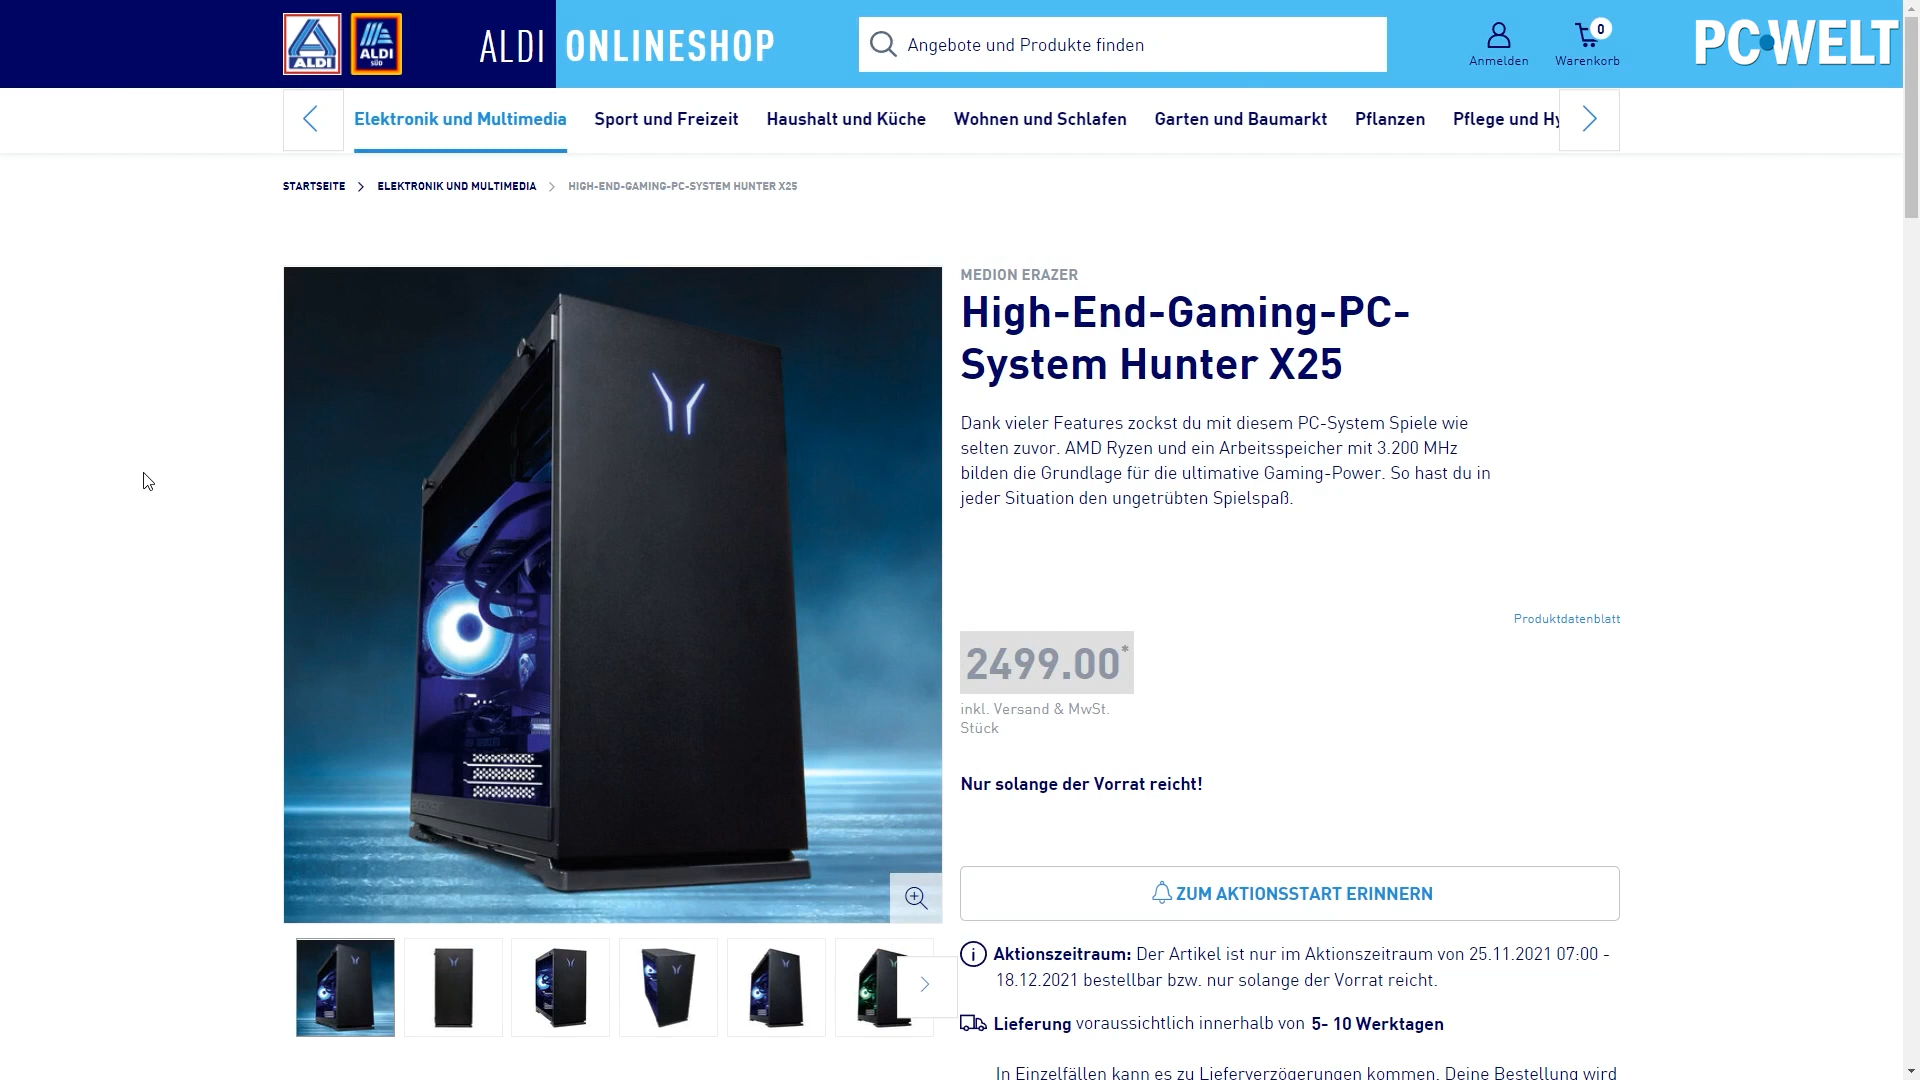 ALDI
ALDI
SÜD
ALDI ONLINESHOP
Angebote und Produkte finden
Anmelden
0
Warenkorb
PC WELT
Elektronik und Multimedia
Sport und Freizeit
Haushalt und Küche
Wohnen und Schlafen
Garten und Baumarkt
Pflanzen
Pflege und Hy
STARTSEITE > ELEKTRONIK UND MULTIMEDIA > HIGH-END-GAMING-PC-SYSTEM HUNTER X25
MEDION ERAZER
High-End-Gaming-PC-
System Hunter X25
Dank vieler Features zockst du mit diesem PC-System Spiele wie
selten zuvor. AMD Ryzen und ein Arbeitsspeicher mit 3.200 MHz
bilden die Grundlage für die ultimative Gaming-Power. So hast du in
jeder Situation den ungetrübten Spielspaß.
Produktdatenblatt
2499.00*
inkl. Versand & MwSt.
Stück
Nur solange der Vorrat reicht!
ZUM AKTIONSSTART ERINNERN
Aktionszeitraum: Der Artikel ist nur im Aktionszeitraum von 25.11.2021 07:00 -
18.12.2021 bestellbar bzw. nur solange der Vorrat reicht.
Lieferung voraussichtlich innerhalb von 5- 10 Werktagen
In Einzelfällen kann es zu Lieferverzögerungen kommen. Deine Bestellung wird